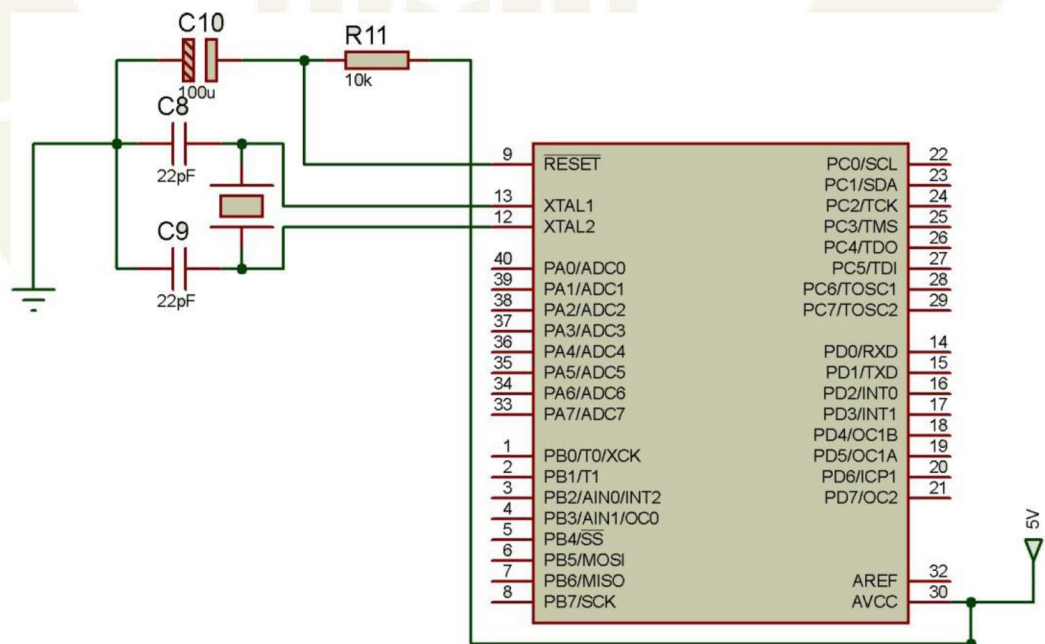 C10
100u
R11
10k
C8
22pF
C9
22pF
9 RESET
13 XTAL1
12 XTAL2
40 PA0/ADC0
39 PA1/ADC1
38 PA2/ADC2
37 PA3/ADC3
36 PA4/ADC4
35 PA5/ADC5
34 PA6/ADC6
33 PA7/ADC7
1 PB0/T0/XCK
2 PB1/T1
3 PB2/AIN0/INT2
4 PB3/AIN1/OC0
5 PB4/SS
6 PB5/MOSI
7 PB6/MISO
8 PB7/SCK
PC0/SCL 22
PC1/SDA 23
PC2/TCK 24
PC3/TMS 25
PC4/TDO 26
PC5/TDI 27
PC6/TOSC1 28
PC7/TOSC2 29
PD0/RXD 14
PD1/TXD 15
PD2/INT0 16
PD3/INT1 17
PD4/OC1B 18
PD5/OC1A 19
PD6/ICP1 20
PD7/OC2 21
AREF 32
AVCC 30
5V